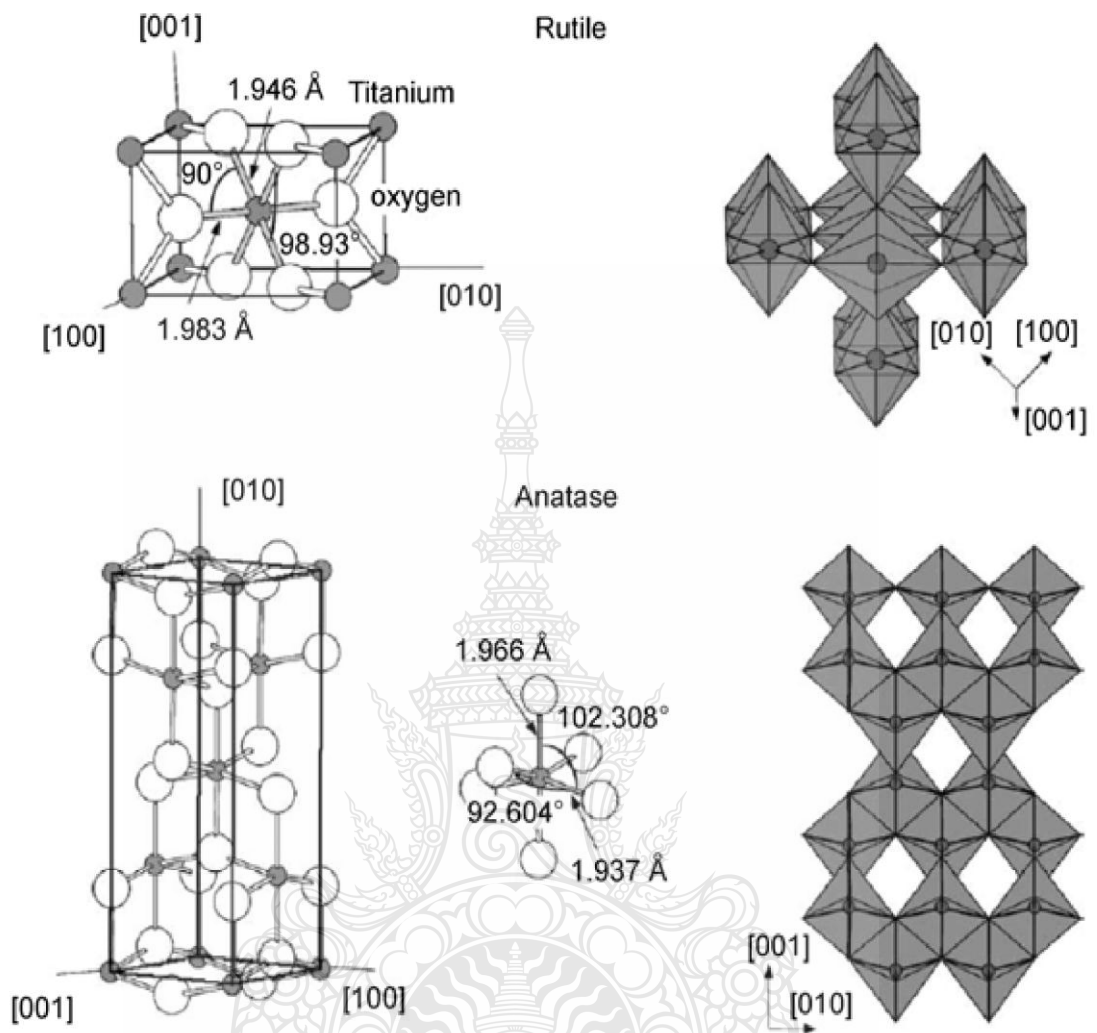 Rutile
[001]
1.946 Å
Titanium
90°
oxygen
98.93°
[010]
[100]
1.983 Å
[010]
[100]
[001]
Anatase
[010]
1.966 Å
102.308°
92.604°
1.937 Å
[001]
[100]
[001]
[010]